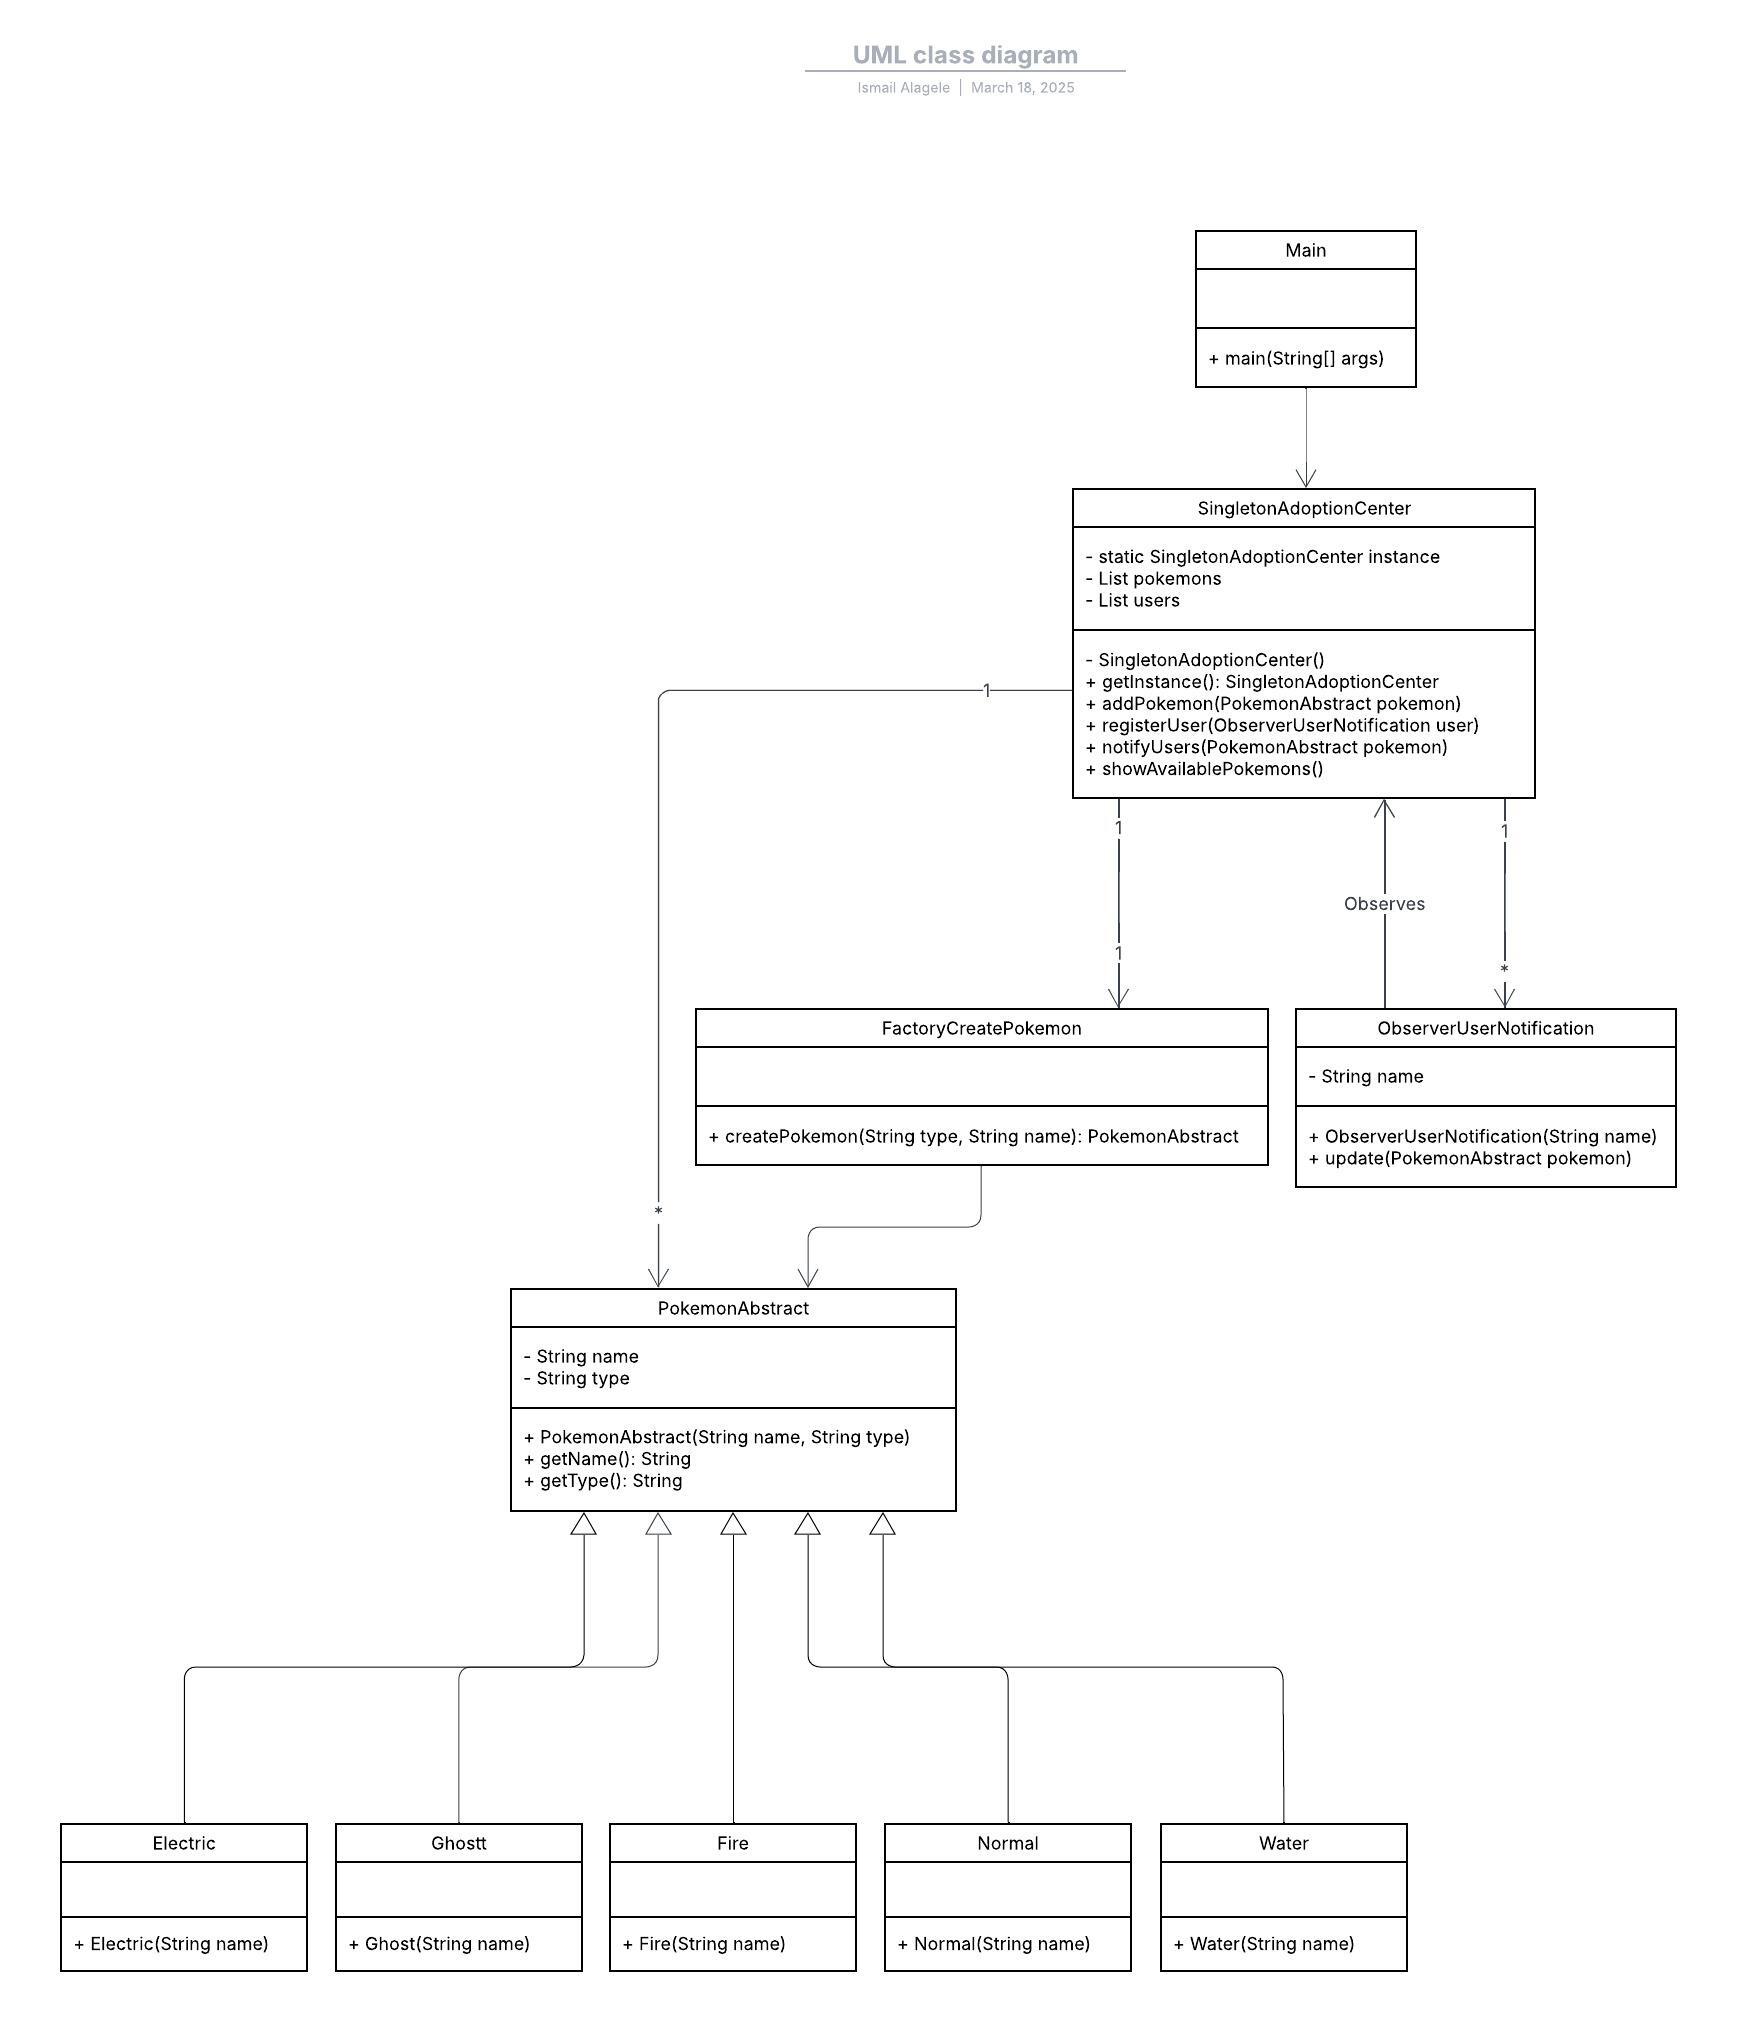 UML class diagram
Ismail Alagele | March 18, 2025
Main
+ main(String[] args)
SingletonAdoptionCenter
- static SingletonAdoptionCenter instance
- List pokemons
- List users
- SingletonAdoptionCenter()
+ getInstance(): SingletonAdoptionCenter
+ addPokemon(PokemonAbstract pokemon)
+ registerUser(ObserverUserNotification user)
+ notifyUsers(PokemonAbstract pokemon)
+ showAvailablePokemons()
1
1
1
Observes
1
*
FactoryCreatePokemon
+ createPokemon(String type, String name): PokemonAbstract
ObserverUserNotification
- String name
+ ObserverUserNotification(String name)
+ update(PokemonAbstract pokemon)
*
PokemonAbstract
- String name
- String type
+ PokemonAbstract(String name, String type)
+ getName(): String
+ getType(): String
Electric
+ Electric(String name)
Ghostt
+ Ghost(String name)
Fire
+ Fire(String name)
Normal
+ Normal(String name)
Water
+ Water(String name)